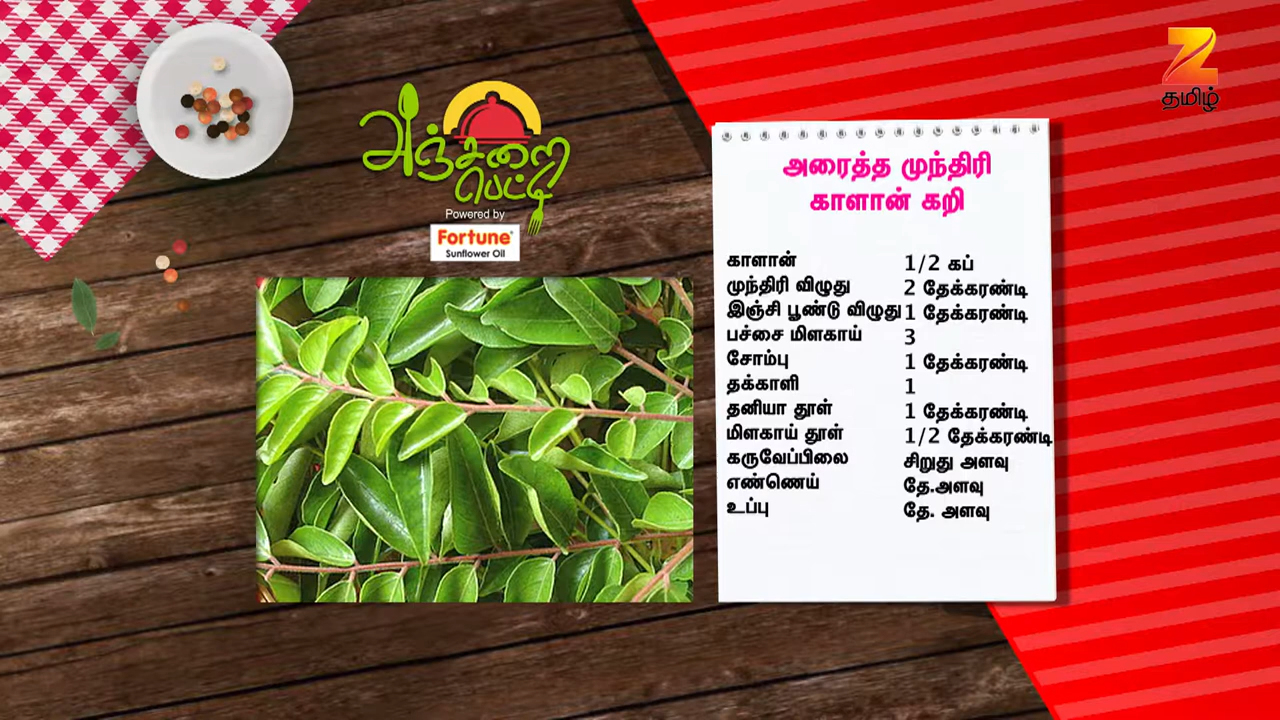 தமிழ்
அஞ்சறை
பெட்டி
Powered by
Fortune
Sunflower Oil
அரைத்த முந்திரி
காளான் கறி
காளான் 1/2 கப்
முந்திரி விழுது 2 தேக்கரண்டி
இஞ்சி பூண்டு விழுது 1 தேக்கரண்டி
பச்சை மிளகாய் 3
சோம்பு 1 தேக்கரண்டி
தக்காளி 1
தனியா தூள் 1 தேக்கரண்டி
மிளகாய் தூள் 1/2 தேக்கரண்டி
கருவேப்பிலை சிறுது அளவு
எண்ணெய் தே.அளவு
உப்பு தே. அளவு